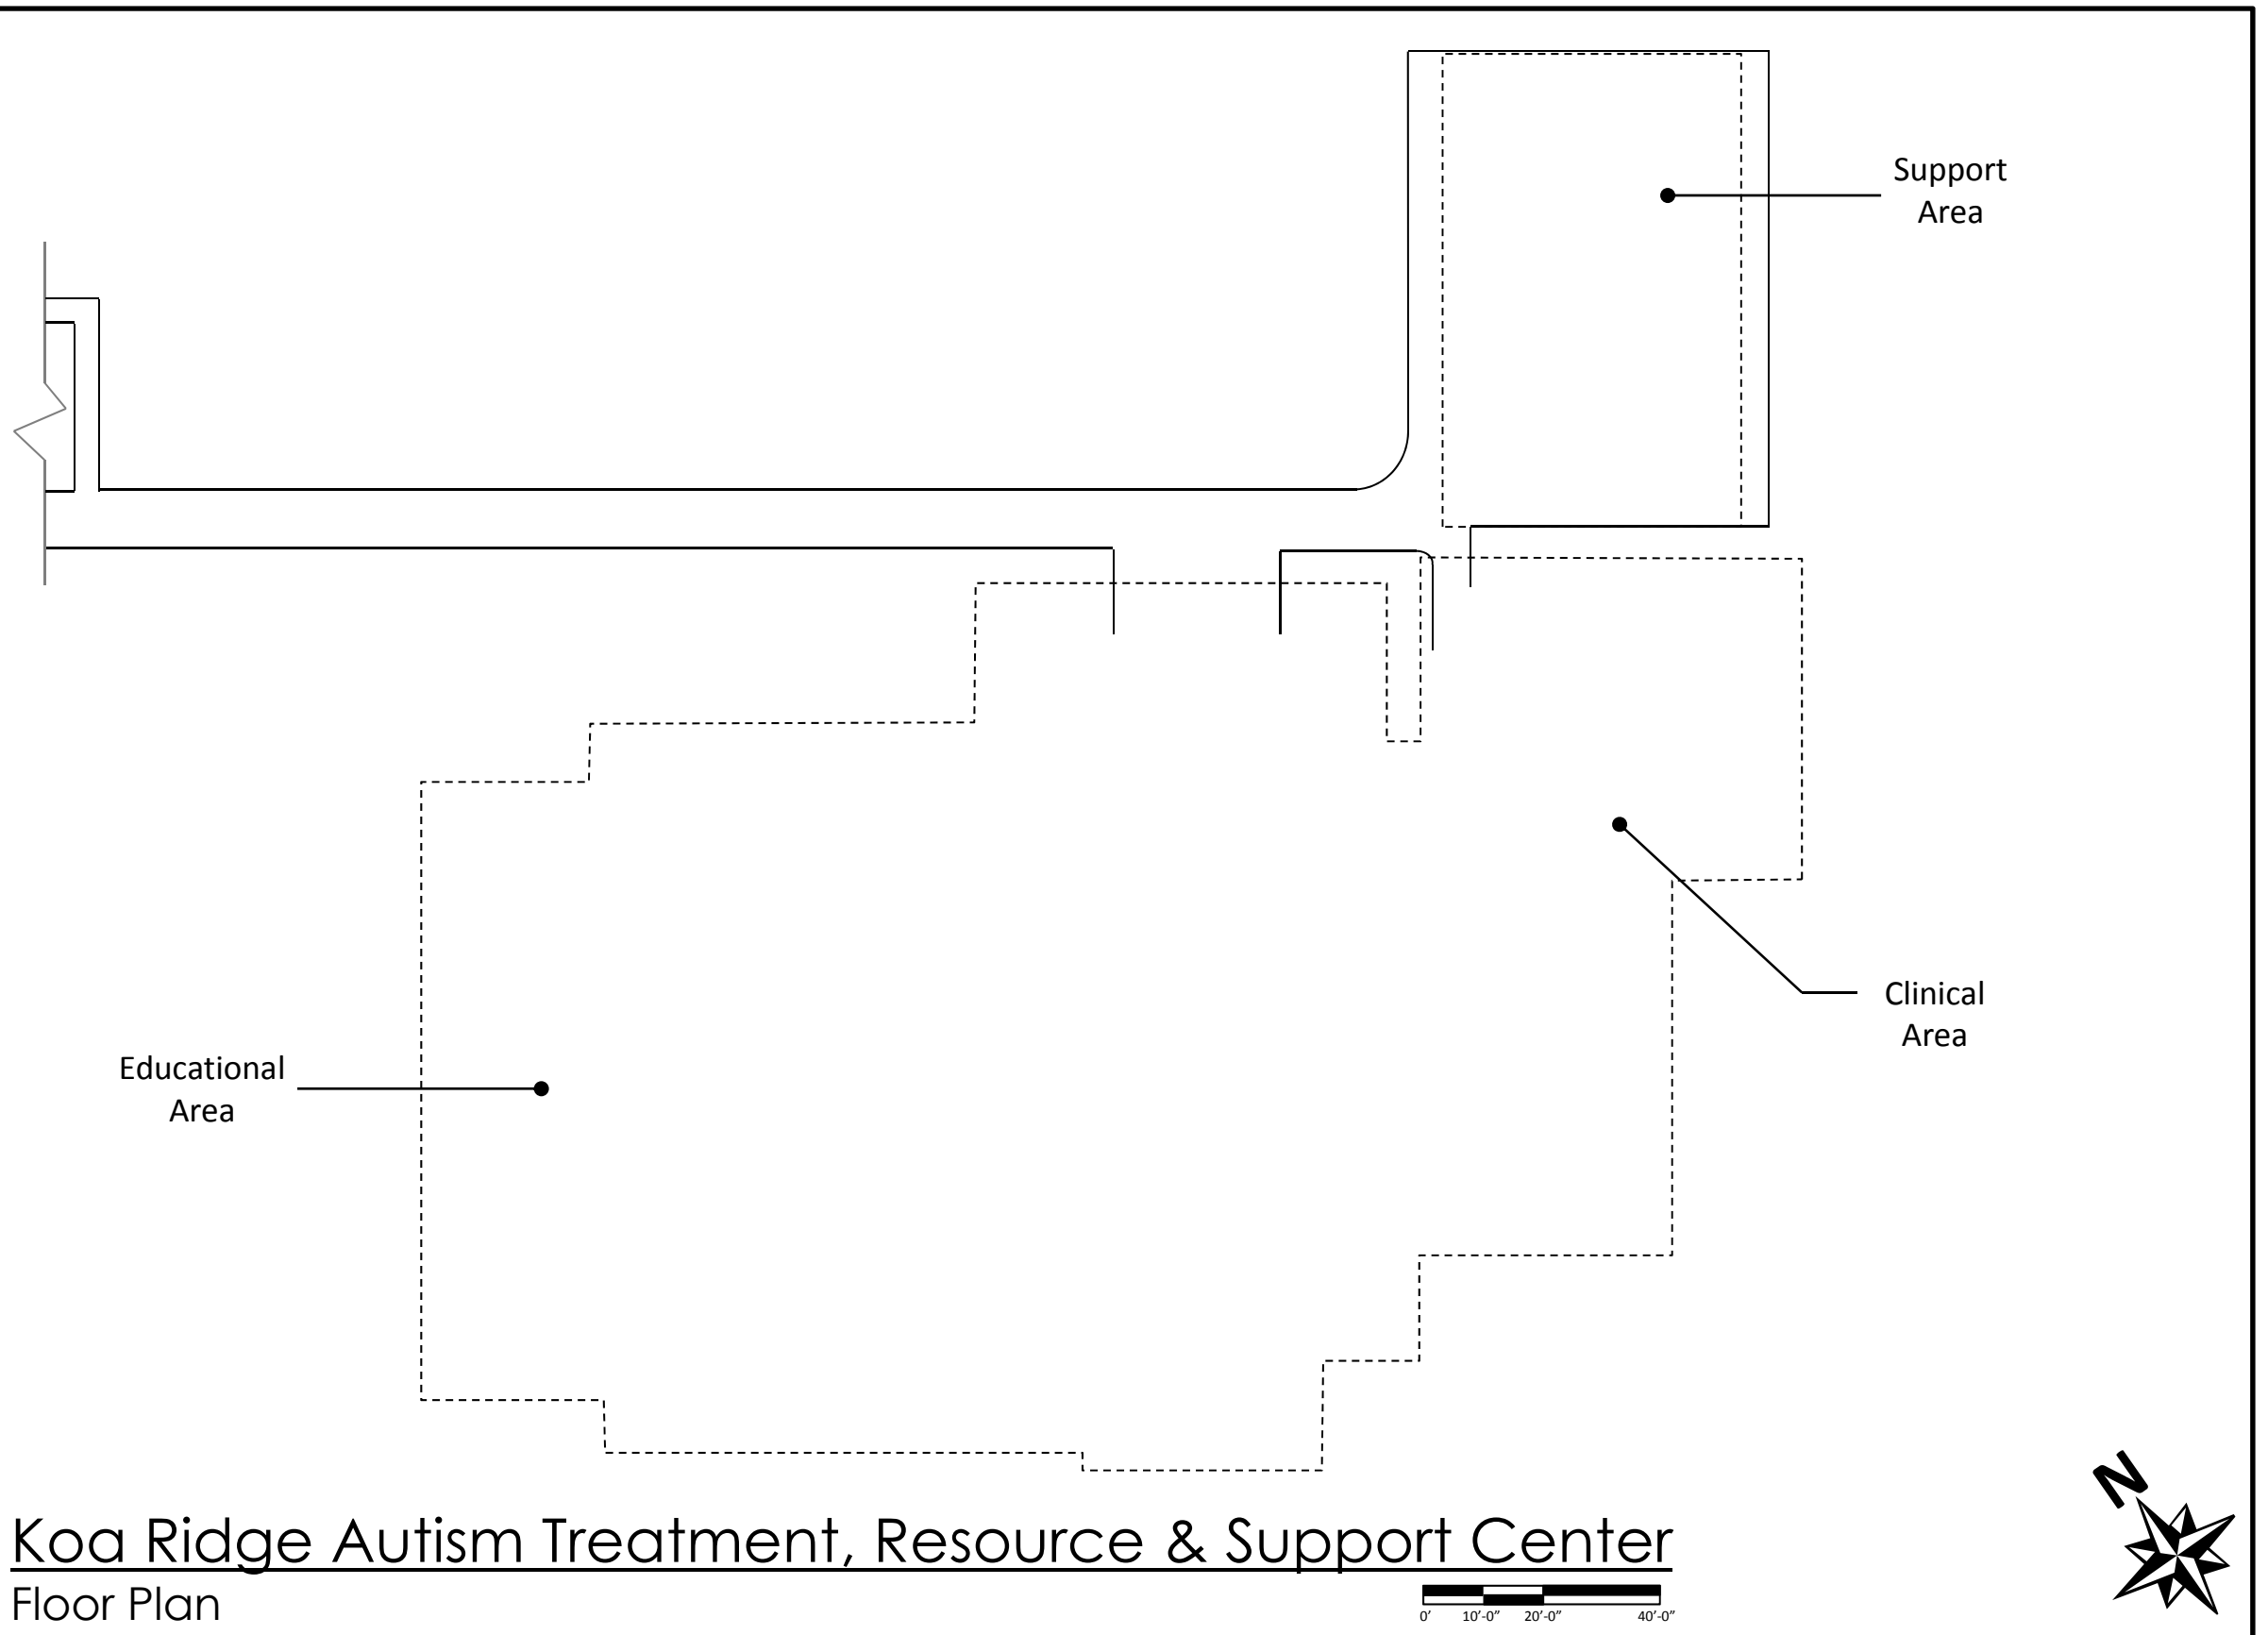 Support
Area
Clinical
Area
Educational
Area
N
Koa Ridge Autism Treatment, Resource & Support Center
Floor Plan
0’ 10’-0” 20’-0” 40’-0”